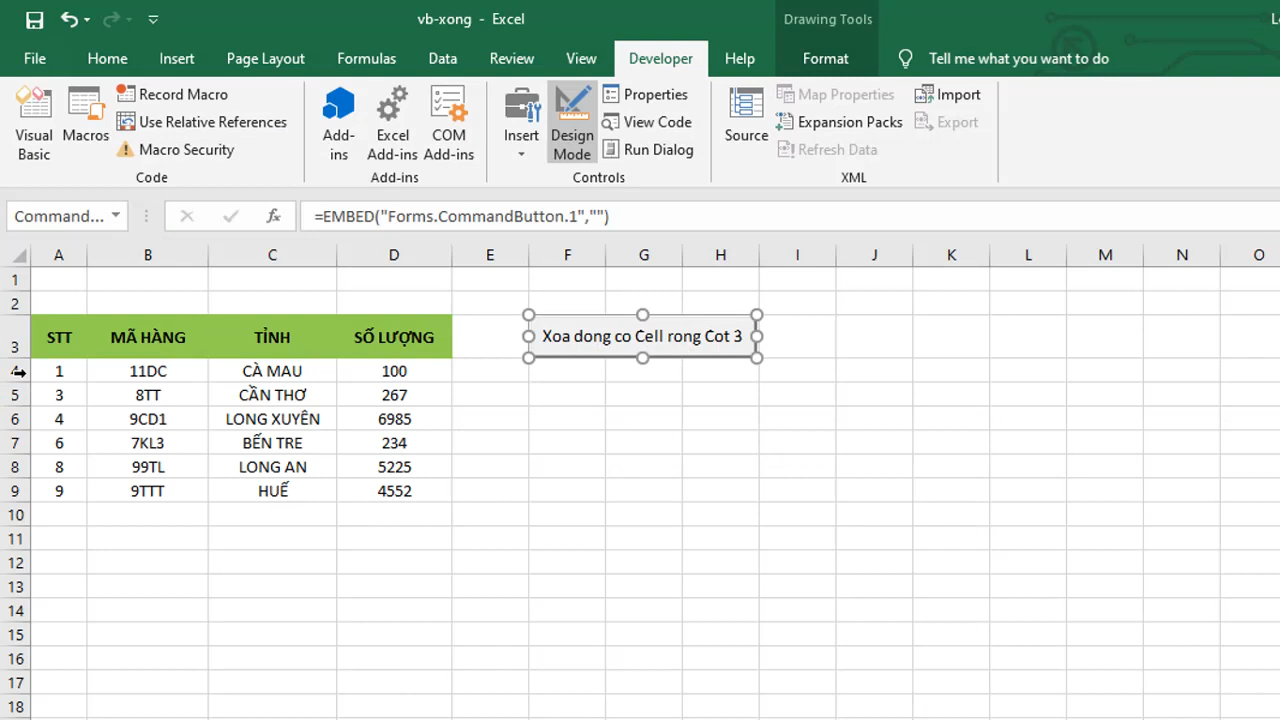 vb-xong - Excel
Drawing Tools
File Home Insert Page Layout Formulas Data Review View Developer Help Format Tell me what you want to do
Visual Basic
Macros
Record Macro
Use Relative References
Macro Security
Code
Add-ins
Excel Add-ins
COM Add-ins
Add-ins
Insert
Design Mode
Properties
View Code
Run Dialog
Controls
Source
Map Properties
Expansion Packs
Refresh Data
Import
Export
XML
Command... fx =EMBED("Forms.CommandButton.1","")
A B C D E F G H I J K L M N O
1
2
3 STT MÃ HÀNG TỈNH SỐ LƯỢNG Xoa dong co Cell rong Cot 3
1 11DC CÀ MAU 100
5 3 8TT CẦN THƠ 267
6 4 9CD1 LONG XUYÊN 6985
7 6 7KL3 BẾN TRE 234
8 8 99TL LONG AN 5225
9 9 9TTT HUẾ 4552
10
11
12
13
14
15
16
17
18